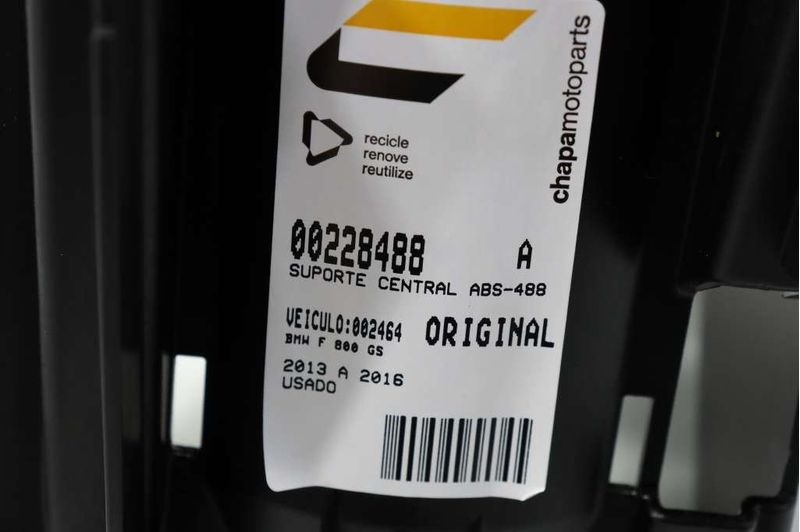 chapamotoparts
recicle
renove
reutilize
00228488 A
SUPORTE CENTRAL ABS-488
VEICULO:002464 ORIGINAL
BMW F 800 GS
2013 A 2016
USADO